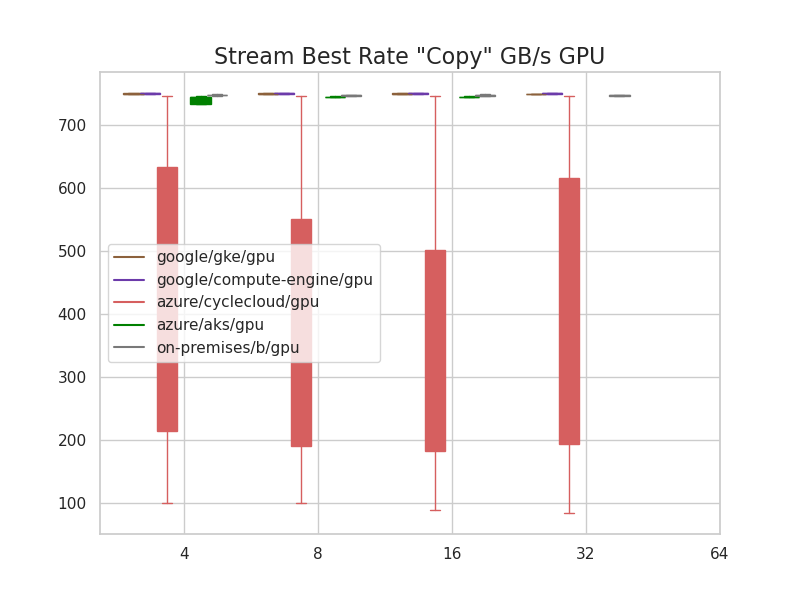 Stream Best Rate "Copy" GB/s GPU
700
600
500
400
300
200
100
google/gke/gpu
google/compute-engine/gpu
azure/cyclecloud/gpu
azure/aks/gpu
on-premises/b/gpu
4 8 16 32 64